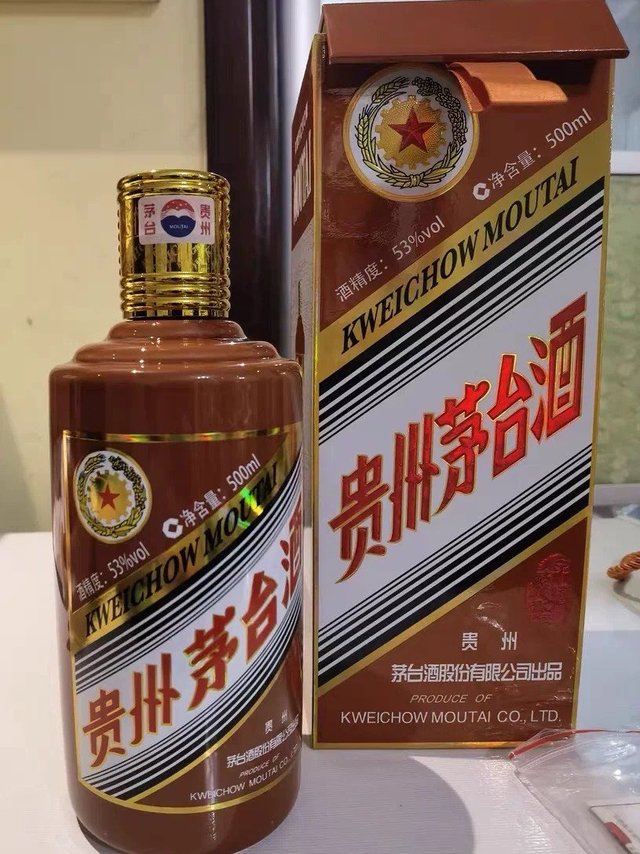 贵州
茅台
MOUTAI
净含量：500ml
酒精度：53%vol
KWEICHOW MOUTAI
贵州茅台酒
贵州
茅台酒股份有限公司出品
PRODUCE OF
KWEICHOW MOUTAI CO., LTD.
净含量：500ml
酒精度：53%vol
KWEICHOW MOUTAI
贵州茅台酒
贵州
茅台酒股份有限公司出品
PRODUCE OF
KWEICHOW MOUTAI CO., LTD.